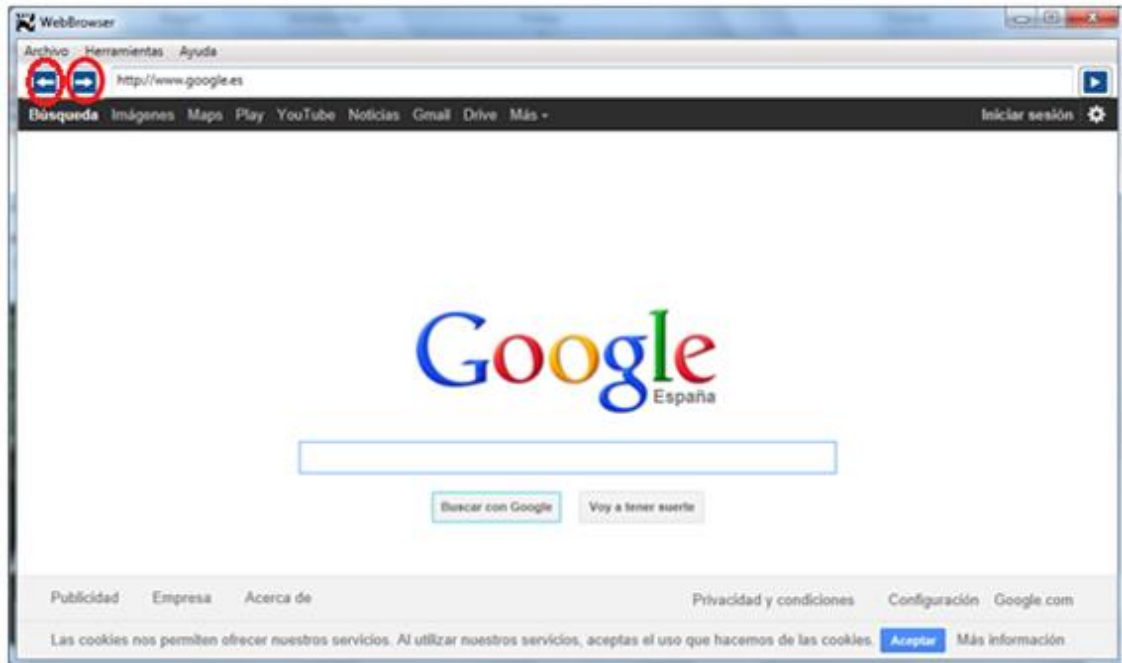 WebBrowser
Archivo Herramientas Ayuda
http://www.google.es
Búsqueda Imágenes Maps Play YouTube Noticias Gmail Drive Más Iniciar sesión
Google
España
Buscar con Google Voy a tener suerte
Publicidad Empresa Acerca de Privacidad y condiciones Configuración Google.com
Las cookies nos permiten ofrecer nuestros servicios. Al utilizar nuestros servicios, aceptas el uso que hacemos de las cookies. Aceptar Más información